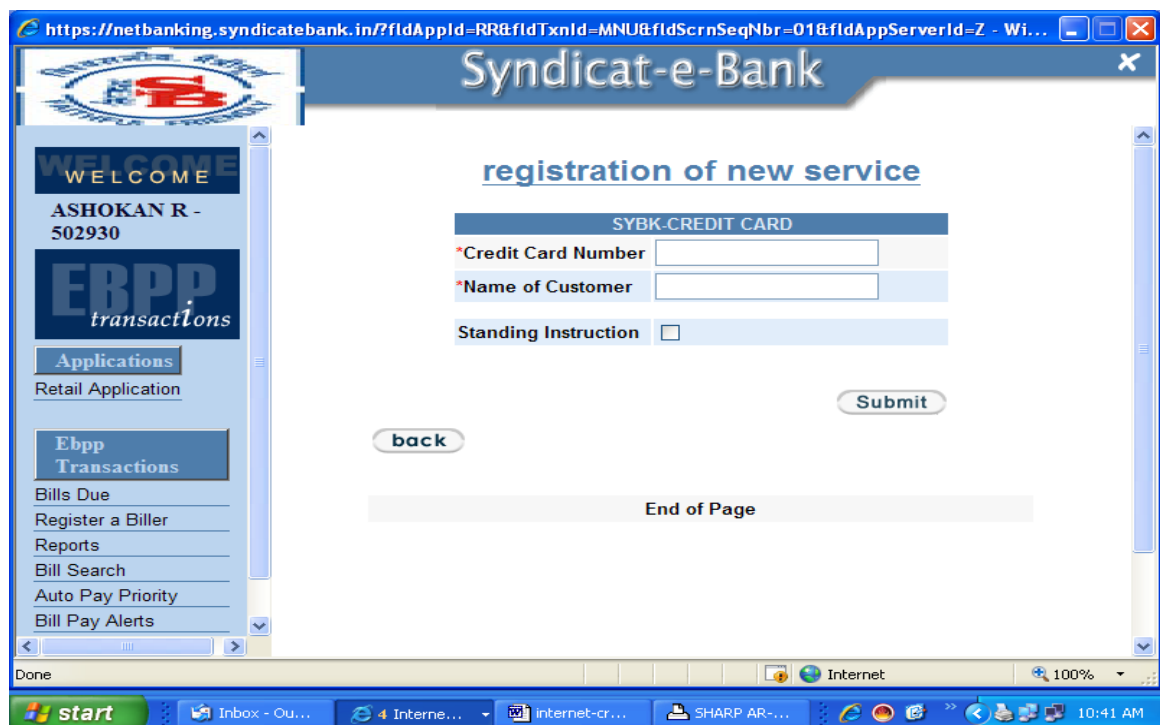 https://netbanking.syndicatebank.in/?fldAppId=RR&fldTxnId=MNU&fldScrnSeqNbr=01&fldAppServerId=Z - Wi...
Syndicat-e-Bank
WELCOME
WELCOME
ASHOKAN R -
502930
EBPP
transactions
Applications
Retail Application
Ebpp
Transactions
Bills Due
Register a Biller
Reports
Bill Search
Auto Pay Priority
Bill Pay Alerts
registration of new service
SYBK-CREDIT CARD
*Credit Card Number
*Name of Customer
Standing Instruction
Submit
back
End of Page
Done
Internet
100%
start
Inbox - Ou...
4 Interne...
internet-cr...
SHARP AR-...
10:41 AM